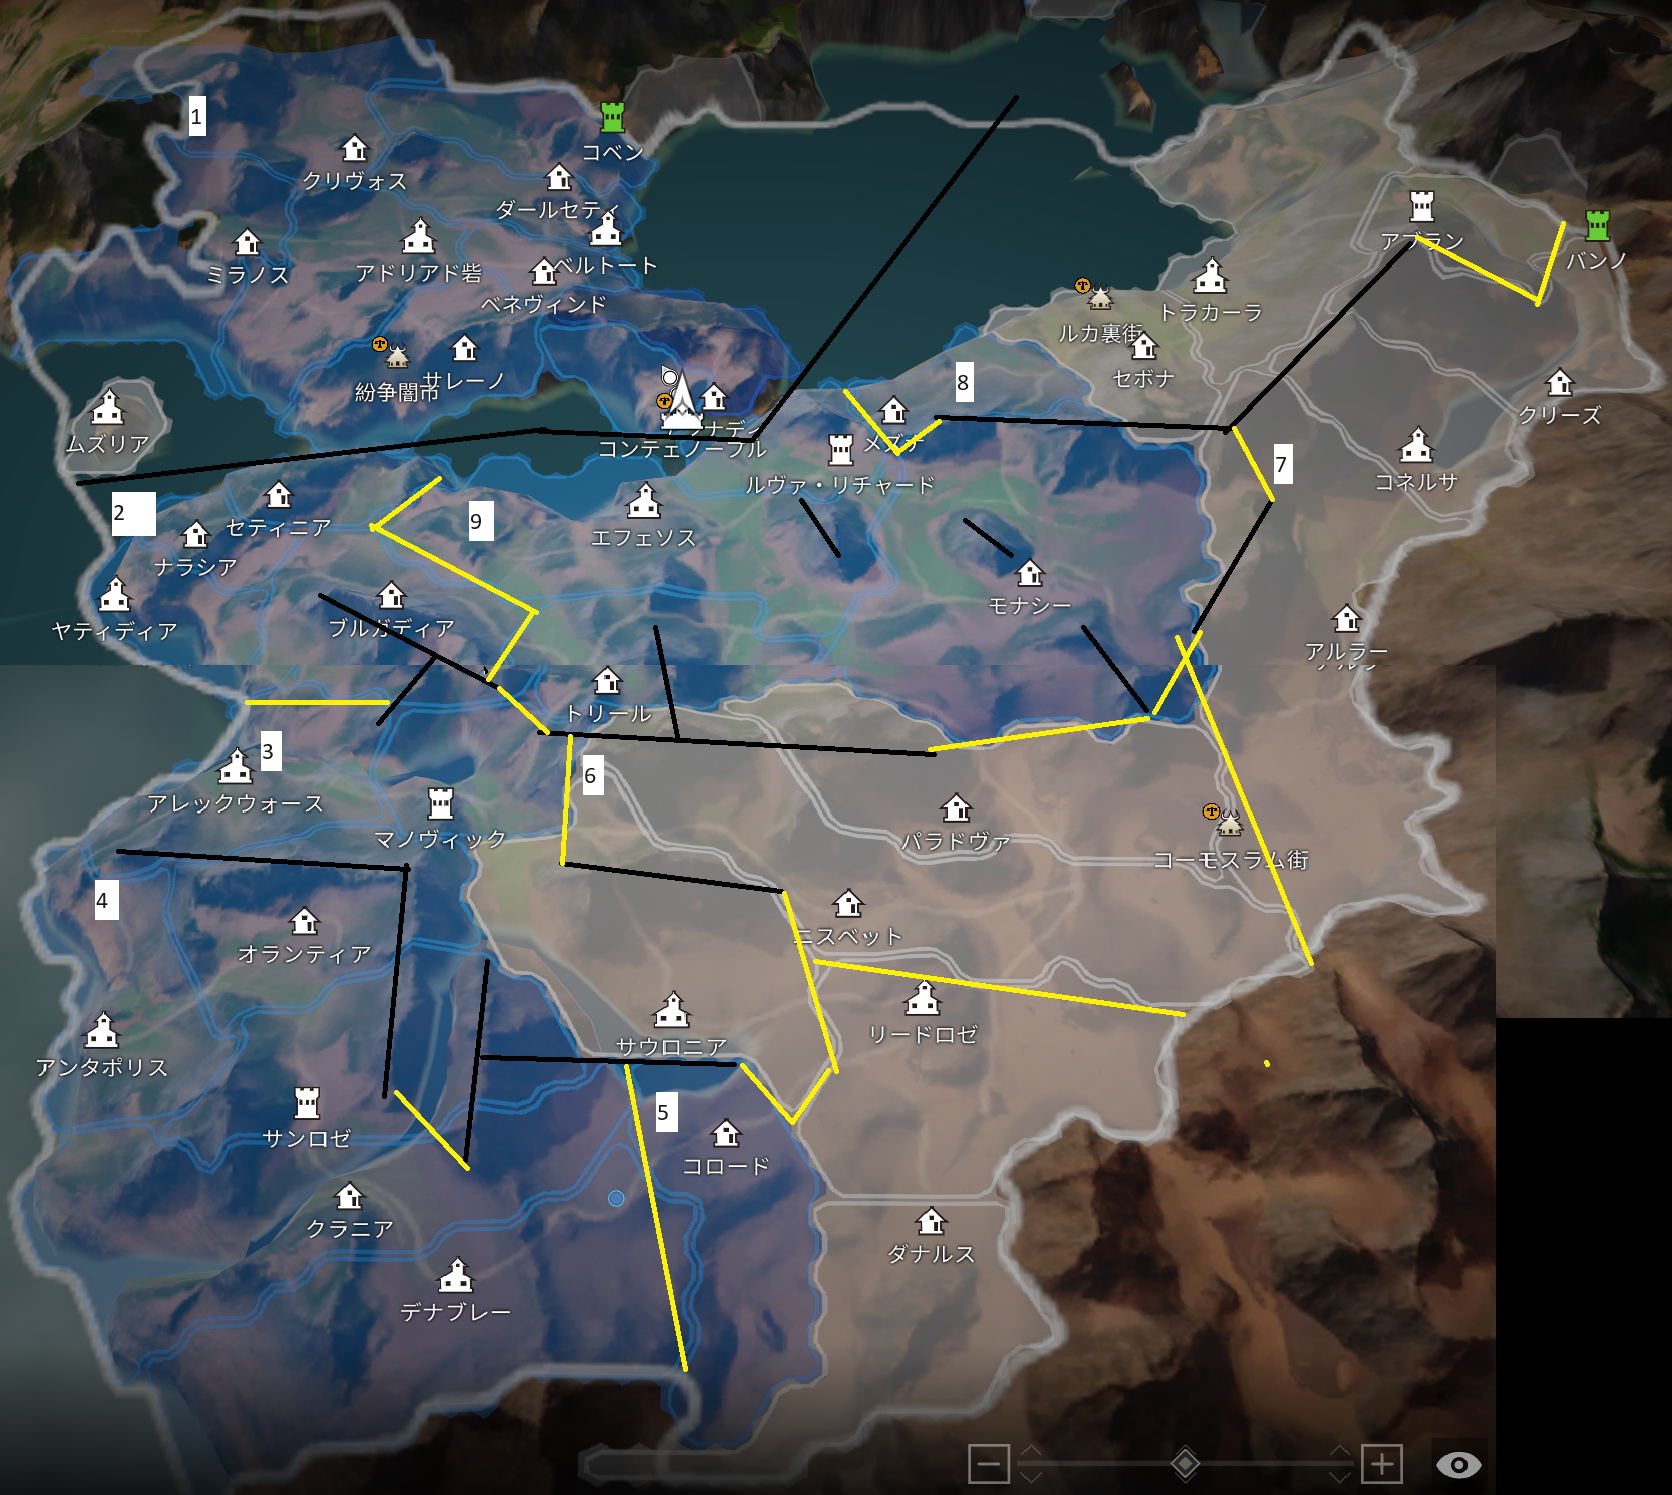 1
コベン
クリヴォス
ダールセティ
ミラノス
アドリアド砦
ベルトート
ベネヴィンド
アブラン
バンノ
トラカーラ
ルカ裏街
セボナ
サレーノ
紛争闇市
8
ムズリア
ナデ
コンテェノープル
メズナ
クリーズ
7
ルヴァ・リチャード
コネルサ
2
セティニア
9
エフェソス
ナラシア
モナシー
ヤティディア
ブルガディア
アルラー
トリール
3
アレックウォース
6
マノヴィック
パラドヴァ
コーモスラム街
4
オランティア
ニスベット
サウロニア
リードロゼ
アンタポリス
サンロゼ
5
コロード
クラニア
ダナルス
デナブレー